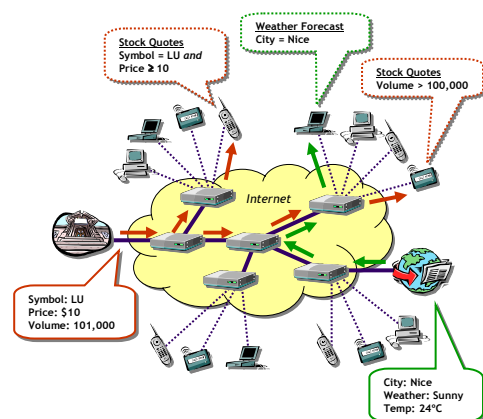 Weather Forecast
City = Nice
Stock Quotes
Symbol = LU and
Price ≥ 10
Stock Quotes
Volume > 100,000
Internet
Symbol: LU
Price: $10
Volume: 101,000
City: Nice
Weather: Sunny
Temp: 24ºC